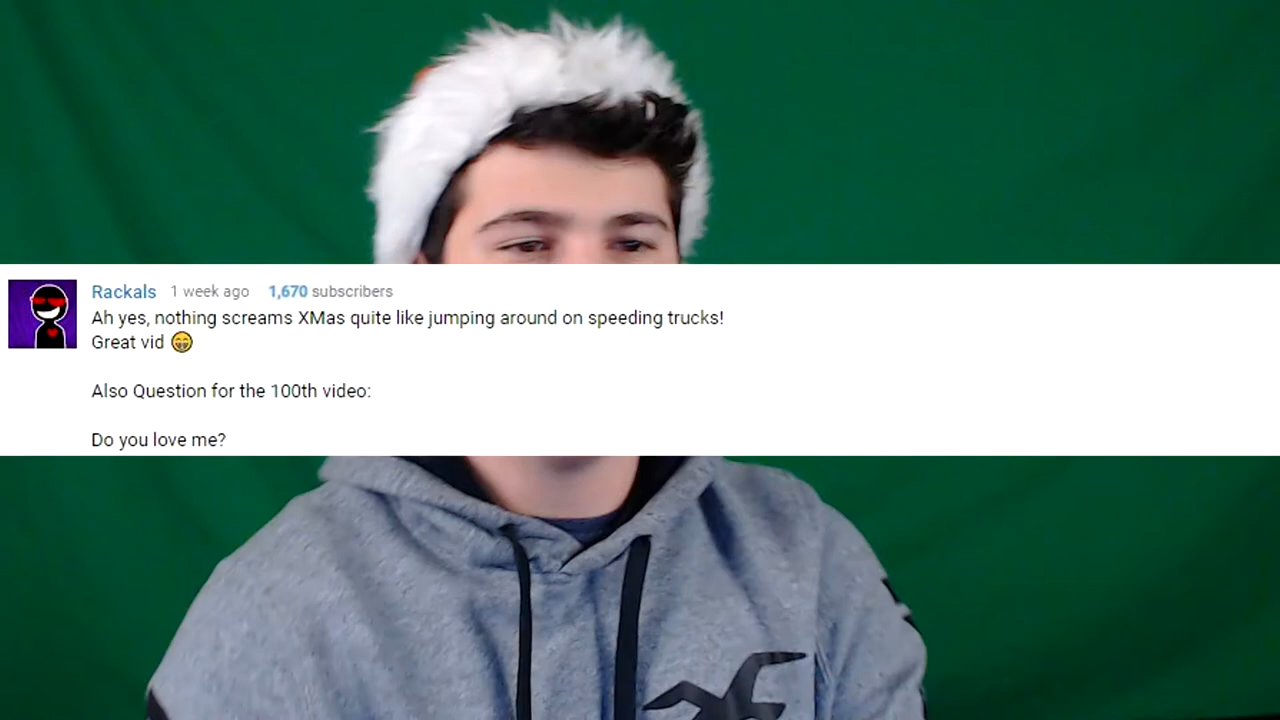 Rackals 1 week ago 1,670 subscribers
Ah yes, nothing screams XMas quite like jumping around on speeding trucks!
Great vid 😁
Also Question for the 100th video:
Do you love me?